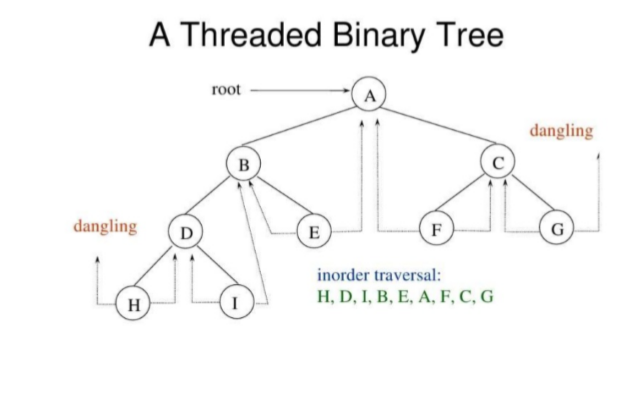 A Threaded Binary Tree
root
A
dangling
B
C
dangling
D
E
F
G
inorder traversal:
H, D, I, B, E, A, F, C, G
H
I